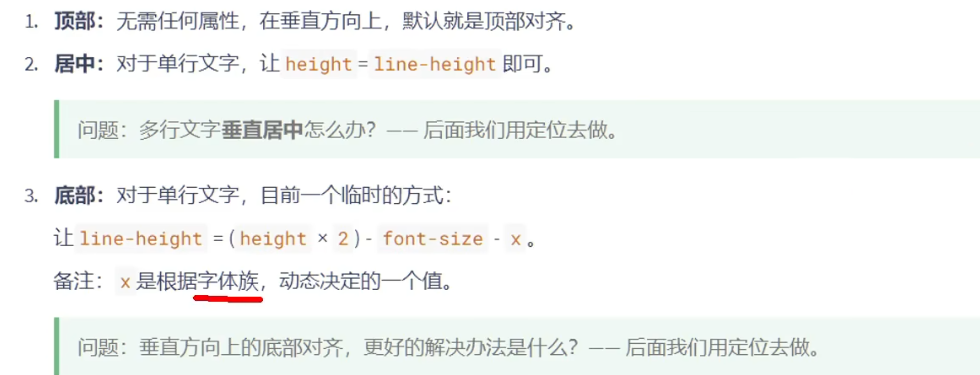 1. 顶部：无需任何属性，在垂直方向上，默认就是顶部对齐。
2. 居中：对于单行文字，让 height = line-height 即可。
问题：多行文字垂直居中怎么办？—— 后面我们用定位去做。
3. 底部：对于单行文字，目前一个临时的方式：
让 line-height = ( height × 2 ) - font-size - x 。
备注： x 是根据字体族，动态决定的一个值。
问题：垂直方向上的底部对齐，更好的解决办法是什么？—— 后面我们用定位去做。